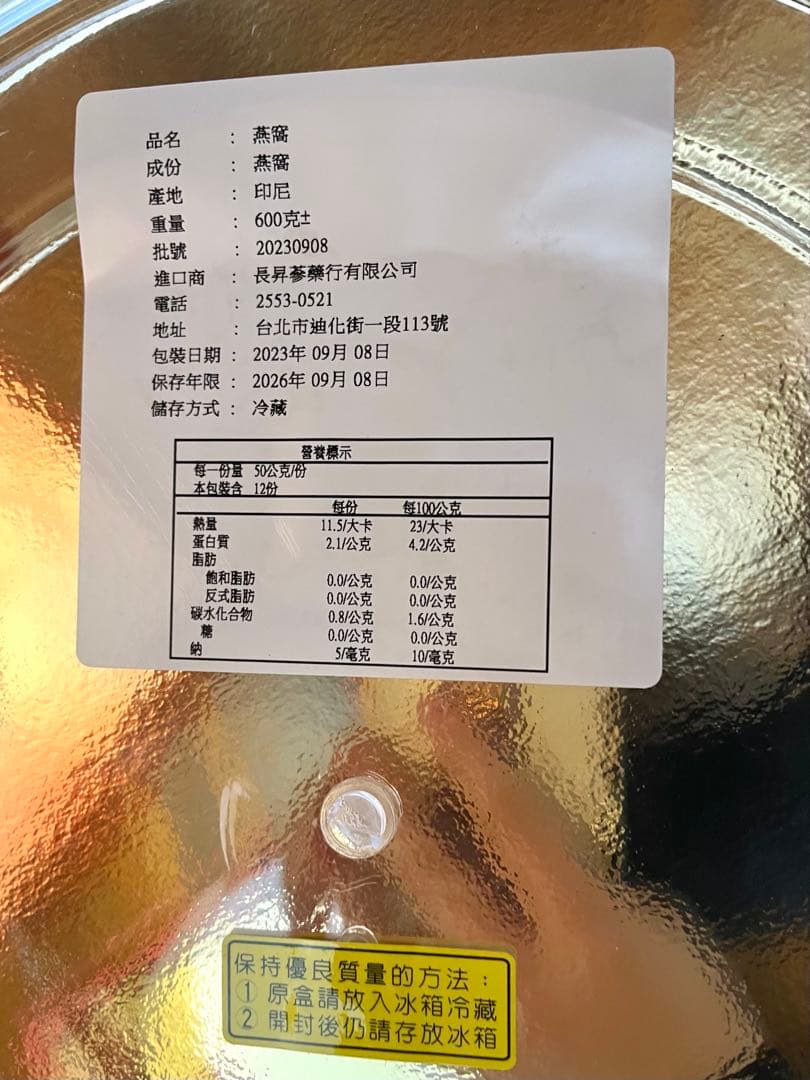 品名 : 燕窩
成份 : 燕窩
產地 : 印尼
重量 : 600克±
批號 : 20230908
進口商 : 長昇蔘藥行有限公司
電話 : 2553-0521
地址 : 台北市迪化街一段113號
包裝日期 : 2023年 09月 08日
保存年限 : 2026年 09月 08日
儲存方式 : 冷藏
營養標示
每一份量 50公克/份
本包裝含 12份
每份 每100公克
熱量 11.5/大卡 23/大卡
蛋白質 2.1/公克 4.2/公克
脂肪
飽和脂肪 0.0/公克 0.0/公克
反式脂肪 0.0/公克 0.0/公克
碳水化合物 0.8/公克 1.6/公克
糖 0.0/公克 0.0/公克
納 5/毫克 10/毫克
保持優良質量的方法：
① 原盒請放入冰箱冷藏
② 開封後仍請存放冰箱